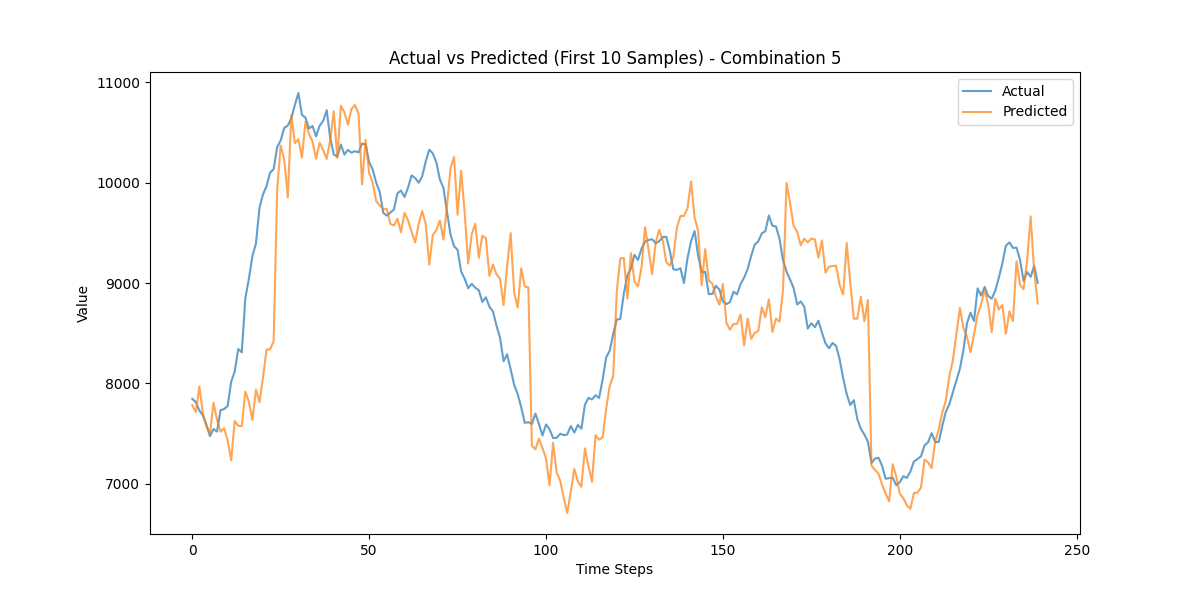 Actual vs Predicted (First 10 Samples) - Combination 5
Actual
Predicted
11000
10000
9000
8000
7000
Value
0
50
100
150
200
250
Time Steps